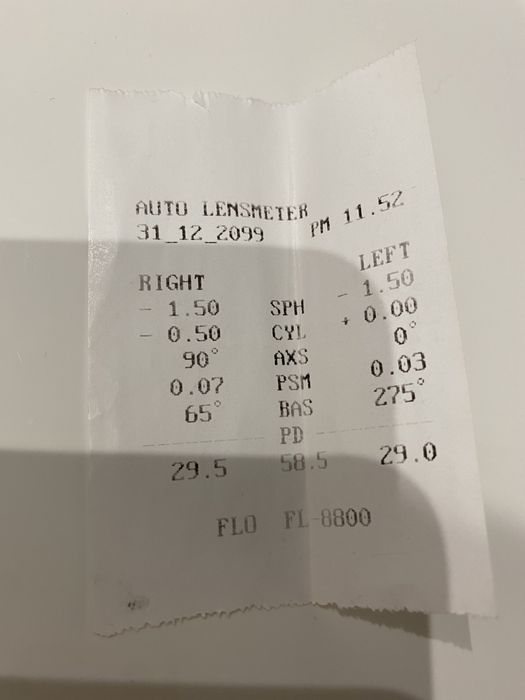 AUTO LENSMETER
31_12_2099 PM 11.52
RIGHT LEFT
- 1.50 SPH - 1.50
- 0.50 CYL + 0.00
90° AXS 0°
0.07 PSM 0.03
65° BAS 275°
PD
29.5 58.5 29.0
FLO FL-8800